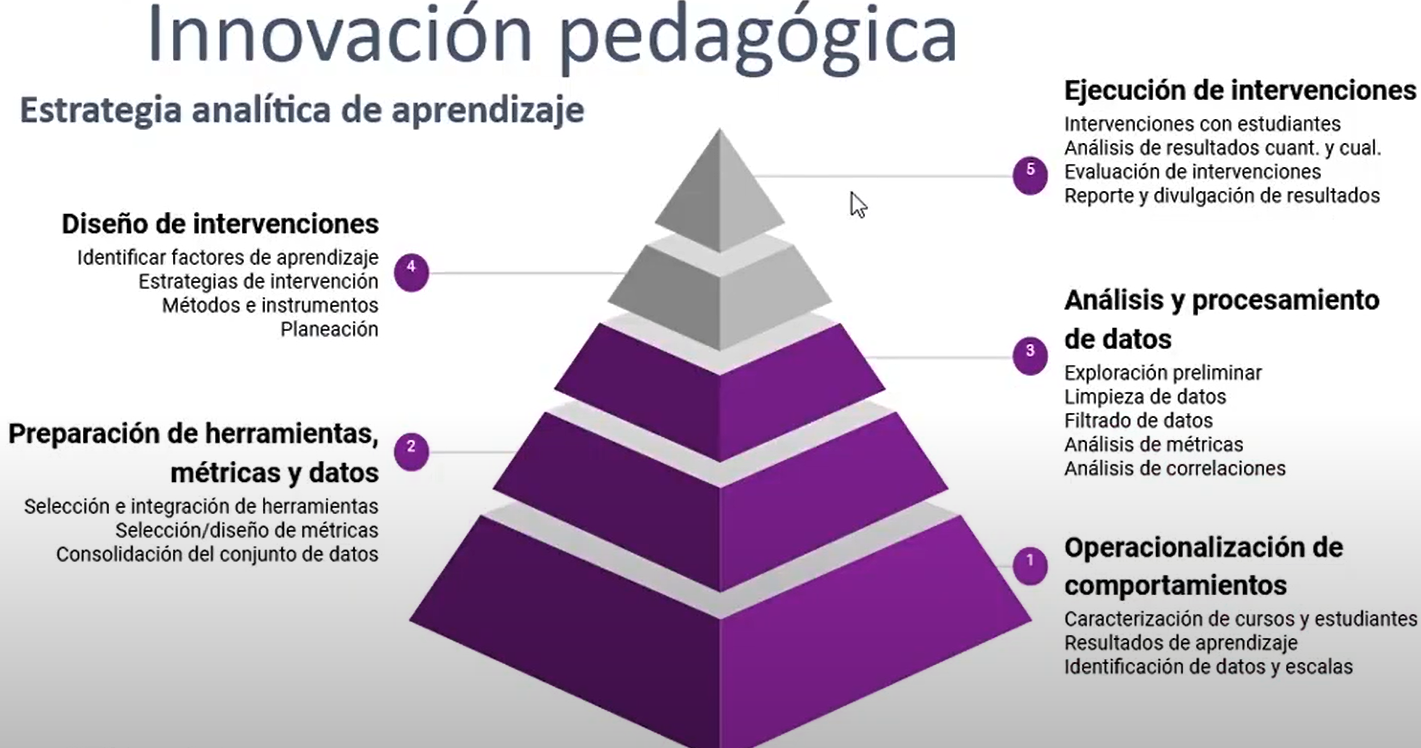 Innovación pedagógica
Estrategia analítica de aprendizaje
Ejecución de intervenciones
Intervenciones con estudiantes
Análisis de resultados cuant. y cual.
Evaluación de intervenciones
Reporte y divulgación de resultados
5
Diseño de intervenciones
Identificar factores de aprendizaje
Estrategias de intervención
Métodos e instrumentos
Planeación
4
Análisis y procesamiento
de datos
Exploración preliminar
Limpieza de datos
Filtrado de datos
Análisis de métricas
Análisis de correlaciones
3
Preparación de herramientas,
métricas y datos
Selección e integración de herramientas
Selección/diseño de métricas
Consolidación del conjunto de datos
2
Operacionalización de
comportamientos
Caracterización de cursos y estudiantes
Resultados de aprendizaje
Identificación de datos y escalas
1